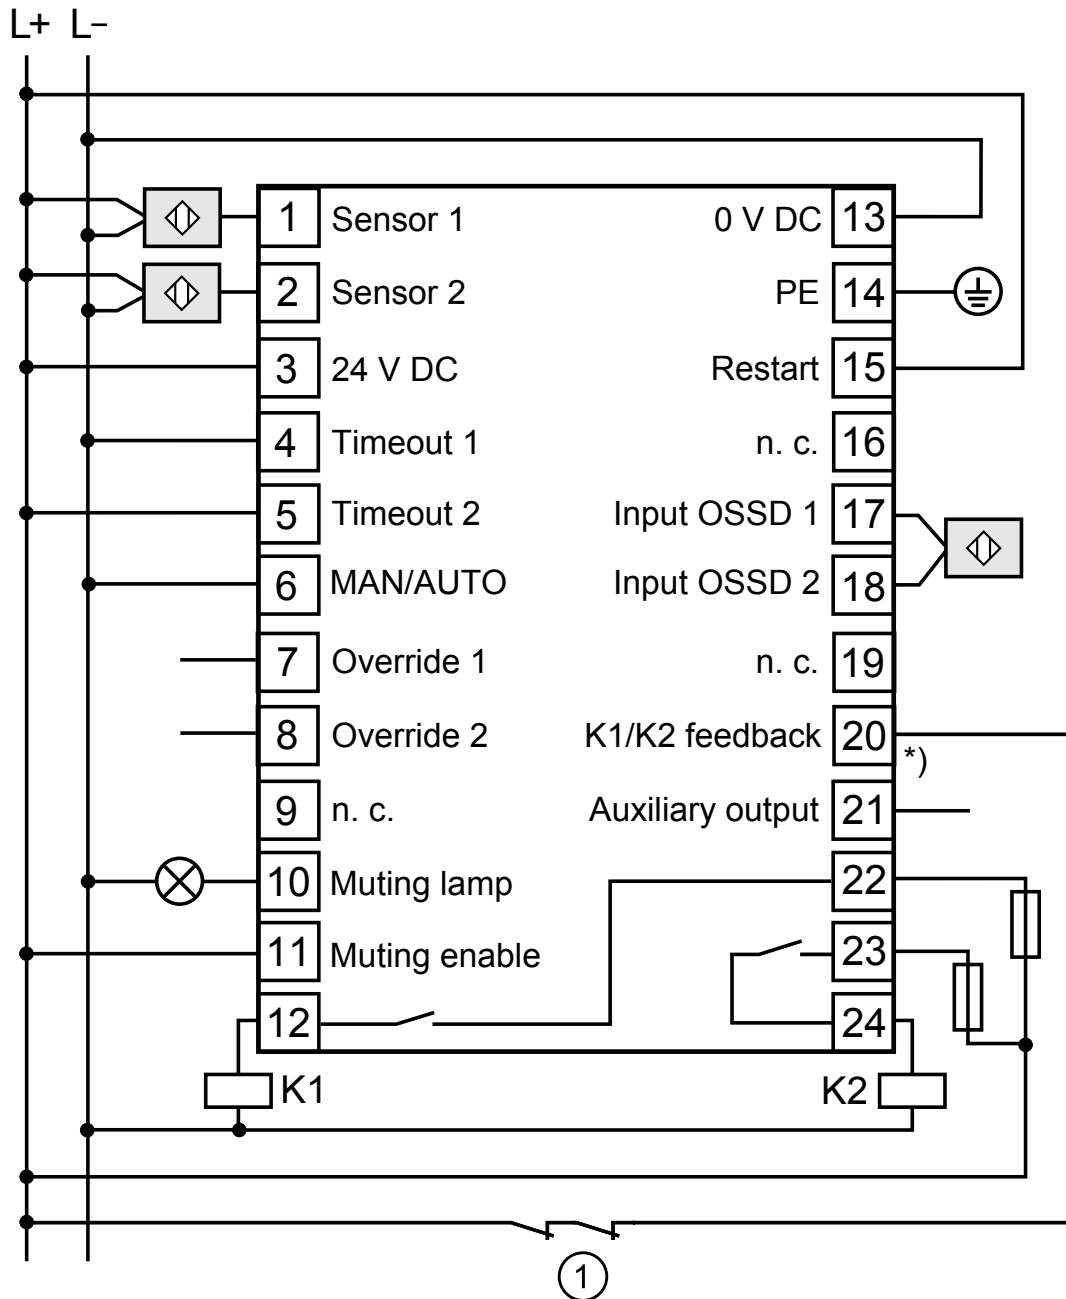 L+ L−
1 Sensor 1 0 V DC 13
2 Sensor 2 PE 14
3 24 V DC Restart 15
4 Timeout 1 n. c. 16
5 Timeout 2 Input OSSD 1 17
6 MAN/AUTO Input OSSD 2 18
7 Override 1 n. c. 19
8 Override 2 K1/K2 feedback 20
*)
9 n. c. Auxiliary output 21
10 Muting lamp 22
11 Muting enable 23
12 24
K1 K2
1